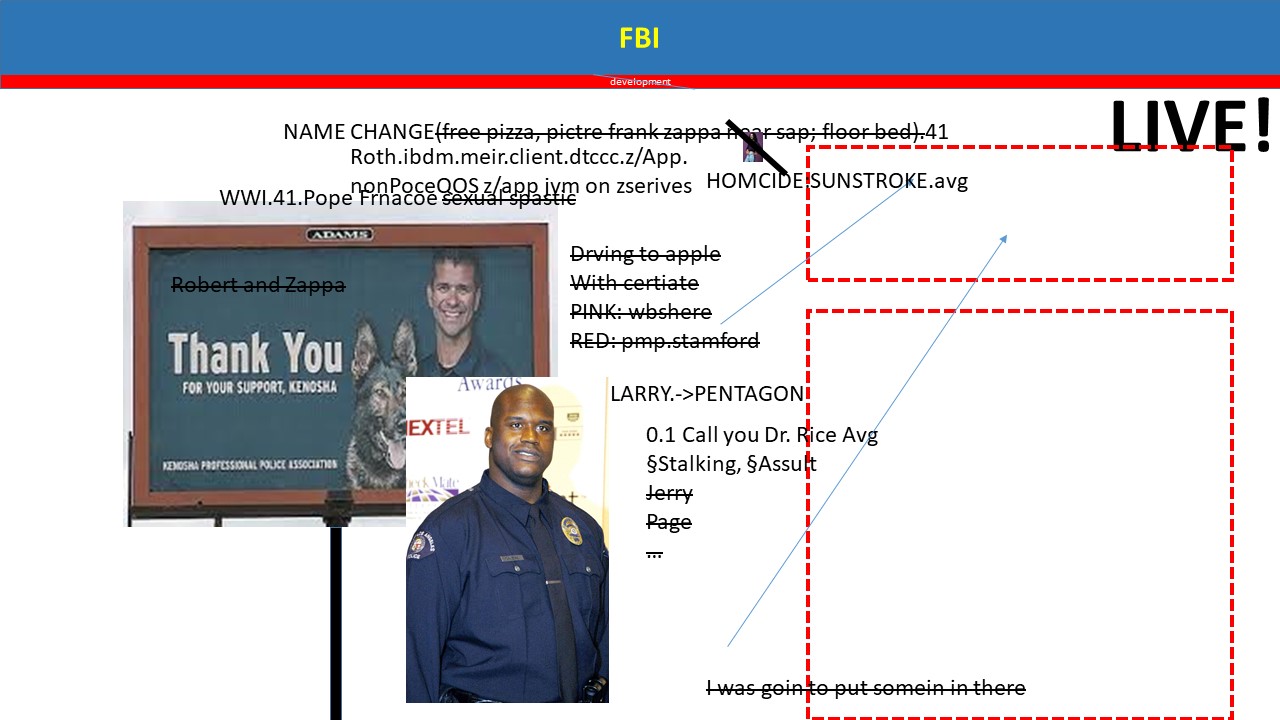 FBI
development
LIVE!
NAME CHANGE(free pizza, pictre frank zappa near sap; floor bed).41
Roth.ibdm.meir.client.dtccc.z/App.
nonPoceQOS z/app jvm on zserives
HOMCIDE.SUNSTROKE.avg
WWI.41.Pope Frnacoe sexual spastic
ADAMS
Robert and Zappa
Thank You
FOR YOUR SUPPORT, KENOSHA
KENOSHA PROFESSIONAL POLICE ASSOCIATION
Drving to apple
With certiate
PINK: wbshere
RED: pmp.stamford
Awards
EXTEL
eck Mate
LARRY.->PENTAGON
0.1 Call you Dr. Rice Avg
§Stalking, §Assult
Jerry
Page
...
I was goin to put somein in there